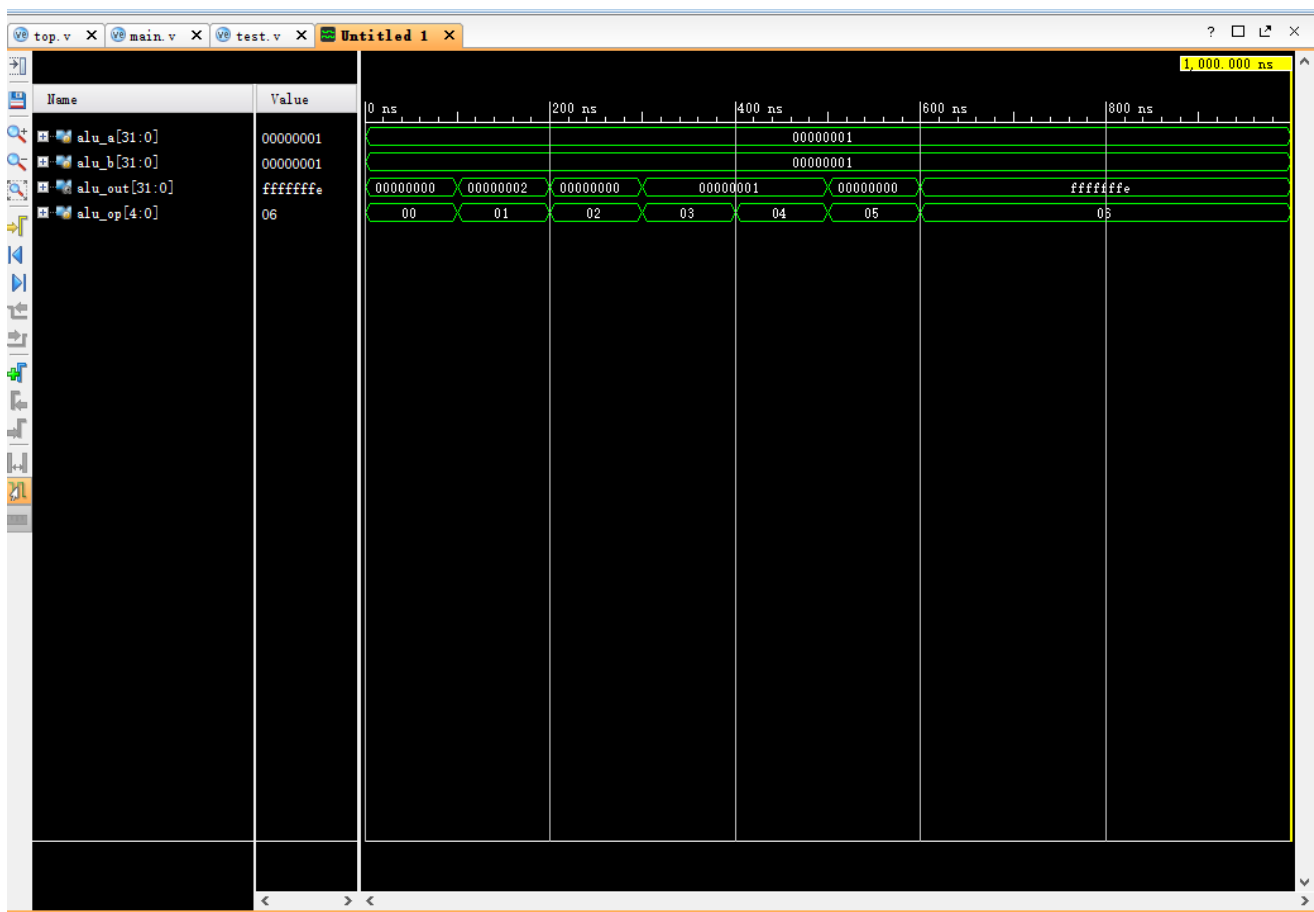 top.v X main.v X test.v X Untitled 1 X ?
1,000.000 ns
Name Value
0 ns 200 ns 400 ns 600 ns 800 ns
alu_a[31:0] 00000001 00000001
alu_b[31:0] 00000001 00000001
alu_out[31:0] fffffffe 00000000 00000002 00000000 00000001 00000000 fffffffe
alu_op[4:0] 06 00 01 02 03 04 05 06